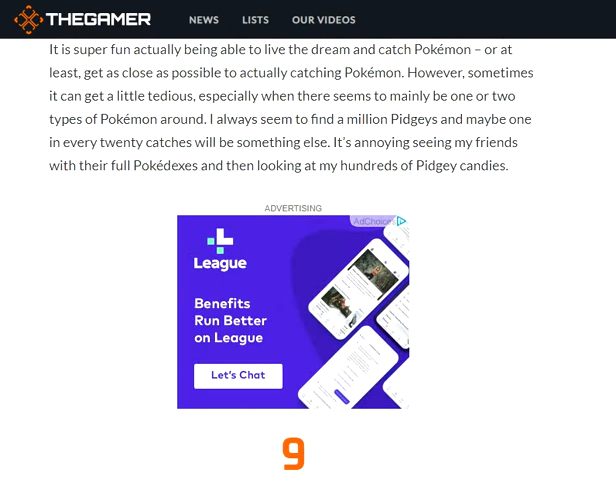 THEGAMER NEWS LISTS OUR VIDEOS
It is super fun actually being able to live the dream and catch Pokémon – or at
least, get as close as possible to actually catching Pokémon. However, sometimes
it can get a little tedious, especially when there seems to mainly be one or two
types of Pokémon around. I always seem to find a million Pidgeys and maybe one
in every twenty catches will be something else. It's annoying seeing my friends
with their full Pokédexes and then looking at my hundreds of Pidgey candies.
ADVERTISING
AdChoices
League
Benefits
Run Better
on League
Let's Chat
9